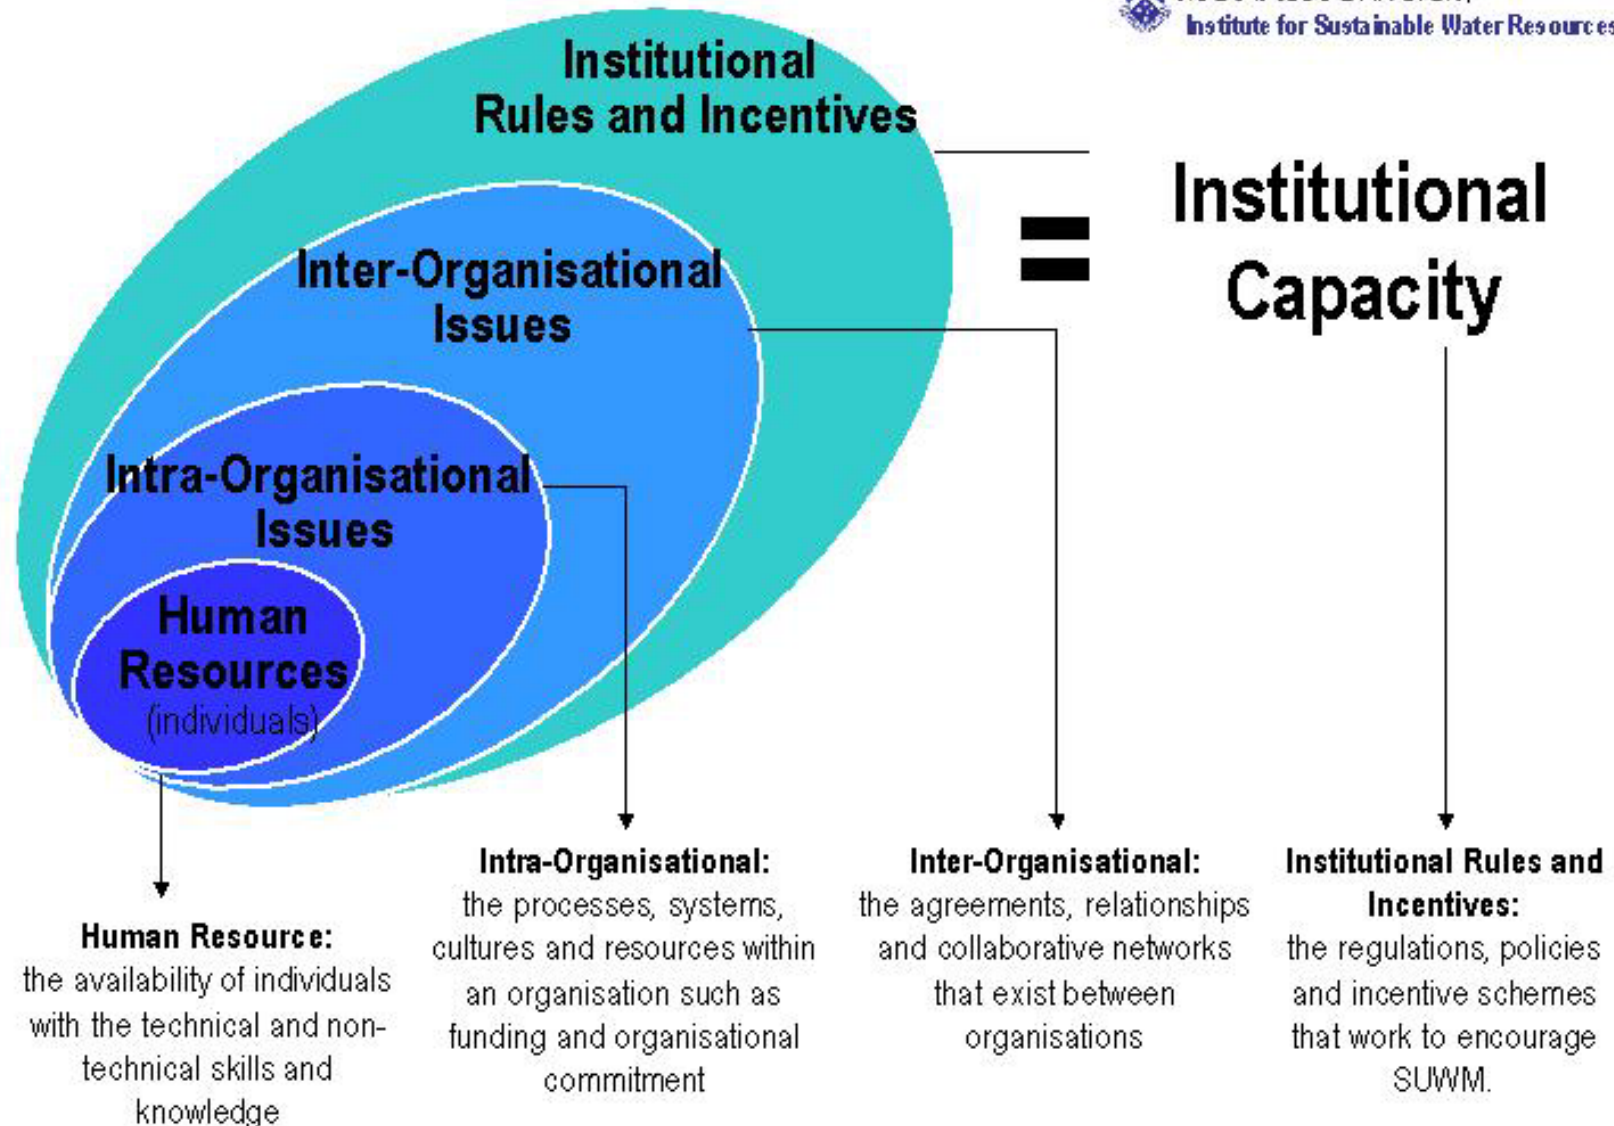 Institute for Sustainable Water Resources
Institutional
Rules and Incentives
Inter-Organisational
Issues
Intra-Organisational
Issues
Human
Resources
(individuals)
=
Institutional
Capacity
Human Resource:
the availability of individuals
with the technical and non-
technical skills and
knowledge
Intra-Organisational:
the processes, systems,
cultures and resources within
an organisation such as
funding and organisational
commitment
Inter-Organisational:
the agreements, relationships
and collaborative networks
that exist between
organisations
Institutional Rules and
Incentives:
the regulations, policies
and incentive schemes
that work to encourage
SUWM.